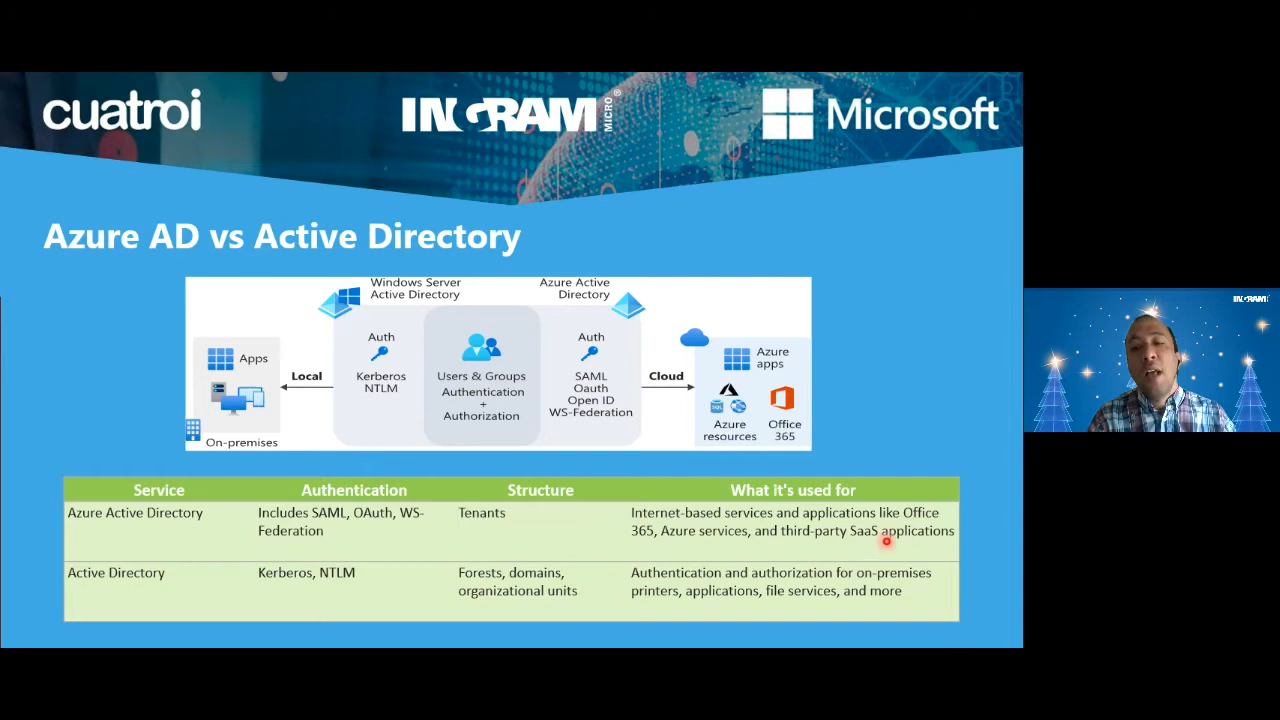 cuatroi
INGRAM MICRO®
Microsoft
Azure AD vs Active Directory
Windows Server
Active Directory
Azure Active
Directory
Apps
On-premises
Local
Auth
Kerberos
NTLM
Users & Groups
Authentication
+
Authorization
Auth
SAML
Oauth
Open ID
WS-Federation
Cloud
Azure
apps
SQL
Azure
resources
Office
365
INGRAM
Service Authentication Structure What it's used for
Azure Active Directory Includes SAML, OAuth, WS- Tenants Internet-based services and applications like Office
Federation 365, Azure services, and third-party SaaS applications
Active Directory Kerberos, NTLM Forests, domains, Authentication and authorization for on-premises
organizational units printers, applications, file services, and more